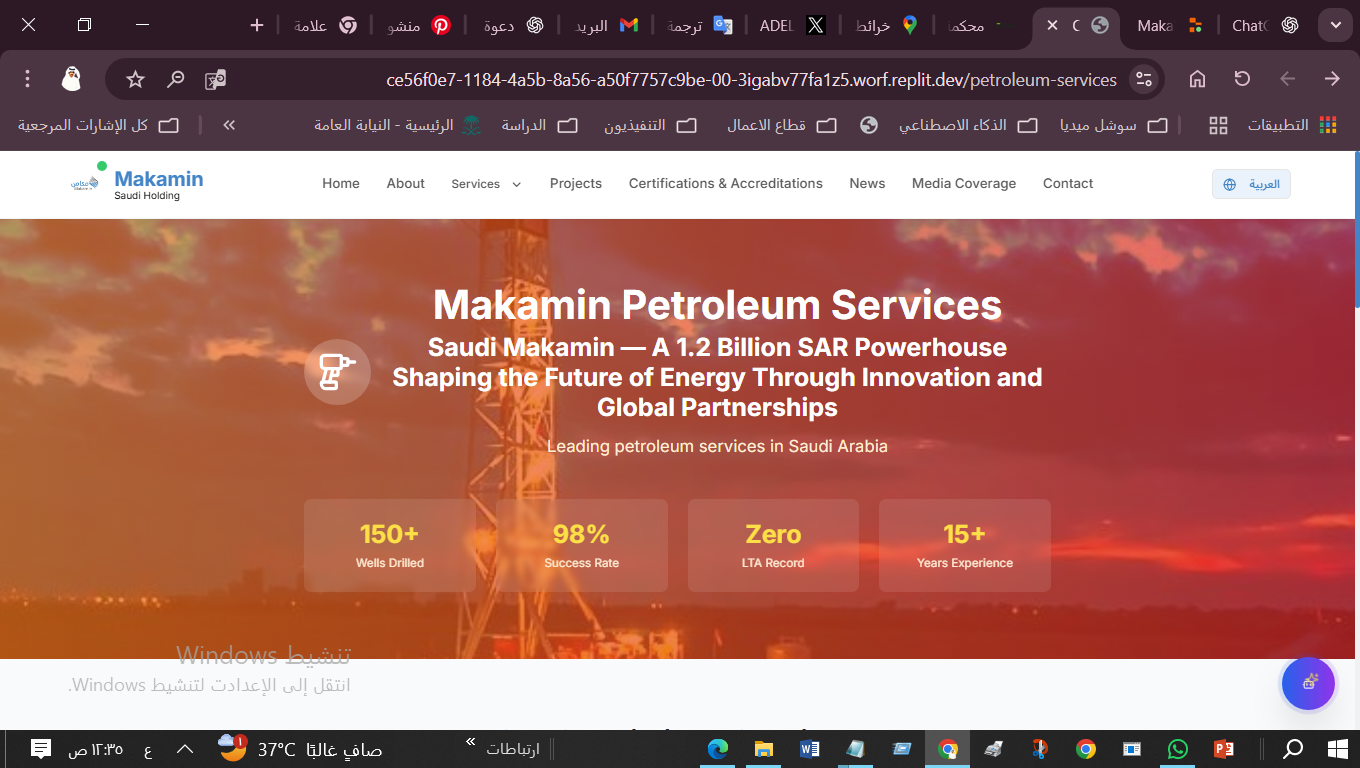 علامة
منشو
دعوة
البريد
ترجمة
ADEL
خرائط
محكمة
C
Maka
ChatG
ce56f0e7-1184-4a5b-8a56-a50f7757c9be-00-3igabv77fa1z5.worf.replit.dev/petroleum-services
التطبيقات
سوشل ميديا
الذكاء الاصطناعي
قطاع الاعمال
التنفيذيون
الدراسة
الرئيسية - النيابة العامة
»
كل الإشارات المرجعية
Makamin
Saudi Holding
Home
About
Services
Projects
Certifications & Accreditations
News
Media Coverage
Contact
العربية
Makamin Petroleum Services
Saudi Makamin — A 1.2 Billion SAR Powerhouse
Shaping the Future of Energy Through Innovation and
Global Partnerships
Leading petroleum services in Saudi Arabia
150+
Wells Drilled
98%
Success Rate
Zero
LTA Record
15+
Years Experience
تنشيط Windows
انتقل إلى الإعدادت لتنشيط Windows.
ارتباطات
»
37°C صافٍ غالبًا
1
ع
١٢:٣٥ ص